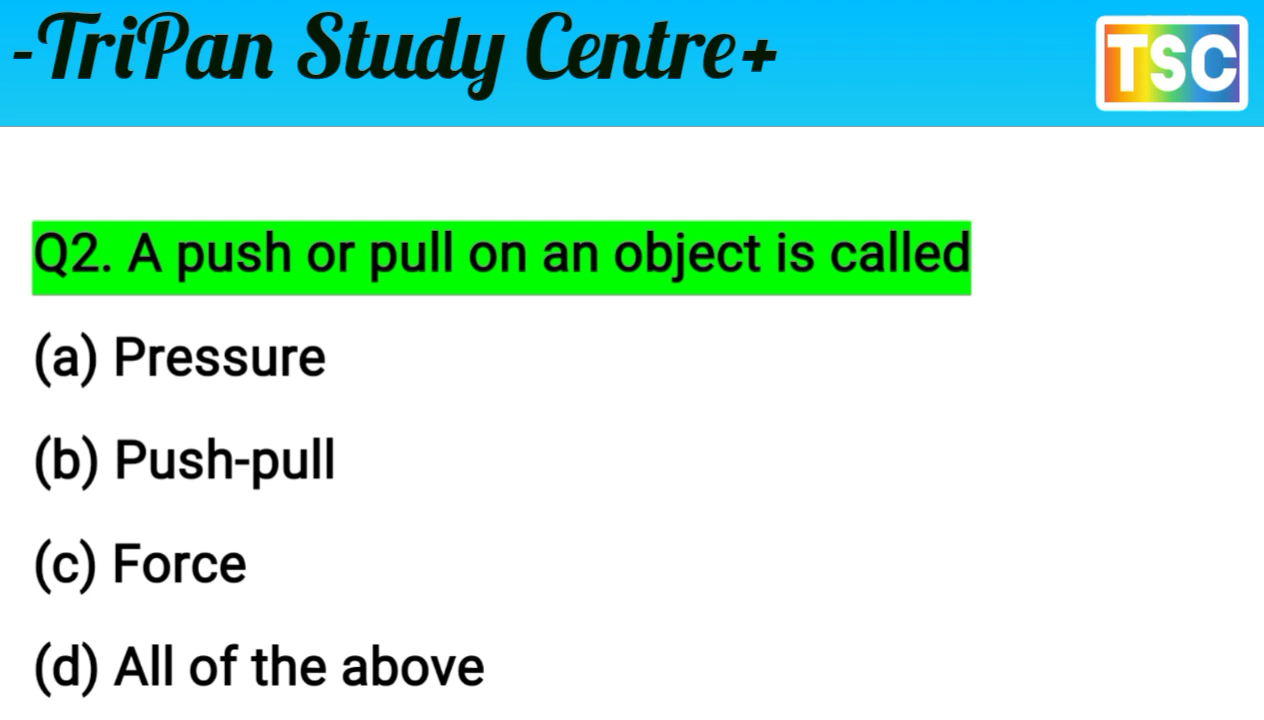 -TriPan Study Centre+
TSC
Q2. A push or pull on an object is called
(a) Pressure
(b) Push-pull
(c) Force
(d) All of the above